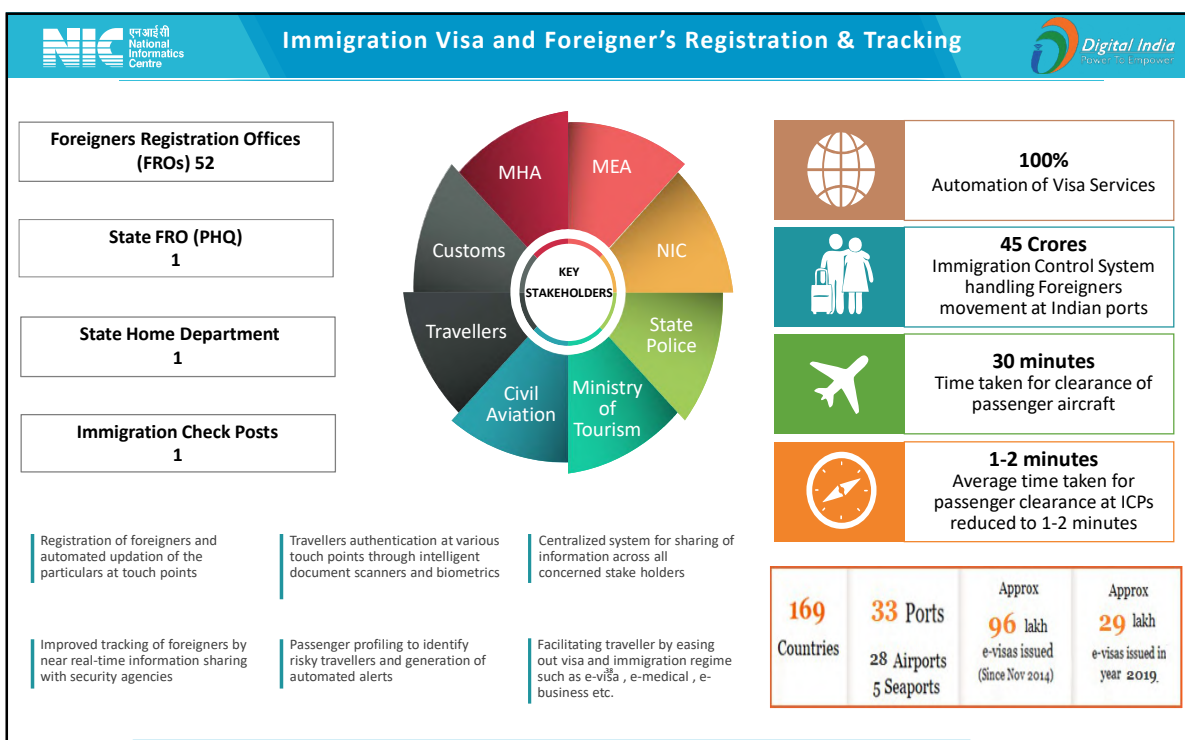 NIC
एन आई सी
National
Informatics
Centre
Immigration Visa and Foreigner's Registration & Tracking
Digital India
Power To Empower
Foreigners Registration Offices
(FROs) 52
State FRO (PHQ)
1
State Home Department
1
Immigration Check Posts
1
MHA
MEA
Customs
NIC
KEY
STAKEHOLDERS
Travellers
State
Police
Civil
Aviation
Ministry
of
Tourism
100%
Automation of Visa Services
45 Crores
Immigration Control System
handling Foreigners
movement at Indian ports
30 minutes
Time taken for clearance of
passenger aircraft
1-2 minutes
Average time taken for
passenger clearance at ICPs
reduced to 1-2 minutes
Registration of foreigners and
automated updation of the
particulars at touch points
Travellers authentication at various
touch points through intelligent
document scanners and biometrics
Centralized system for sharing of
information across all
concerned stake holders
Improved tracking of foreigners by
near real-time information sharing
with security agencies
Passenger profiling to identify
risky travellers and generation of
automated alerts
Facilitating traveller by easing
out visa and immigration regime
such as e-visa , e-medical , e-
business etc.
38
169
Countries
33 Ports
28 Airports
5 Seaports
Approx
96 lakh
e-visas issued
(Since Nov 2014)
Approx
29 lakh
e-visas issued in
year 2019.